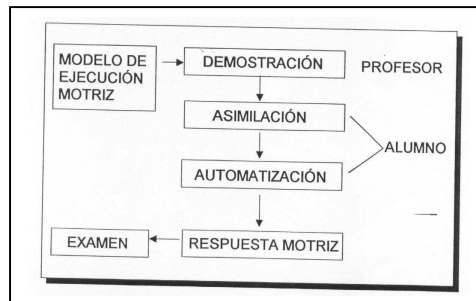 MODELO DE
EJECUCIÓN
MOTRIZ
DEMOSTRACIÓN
PROFESOR
ASIMILACIÓN
ALUMNO
AUTOMATIZACIÓN
EXAMEN
RESPUESTA MOTRIZ